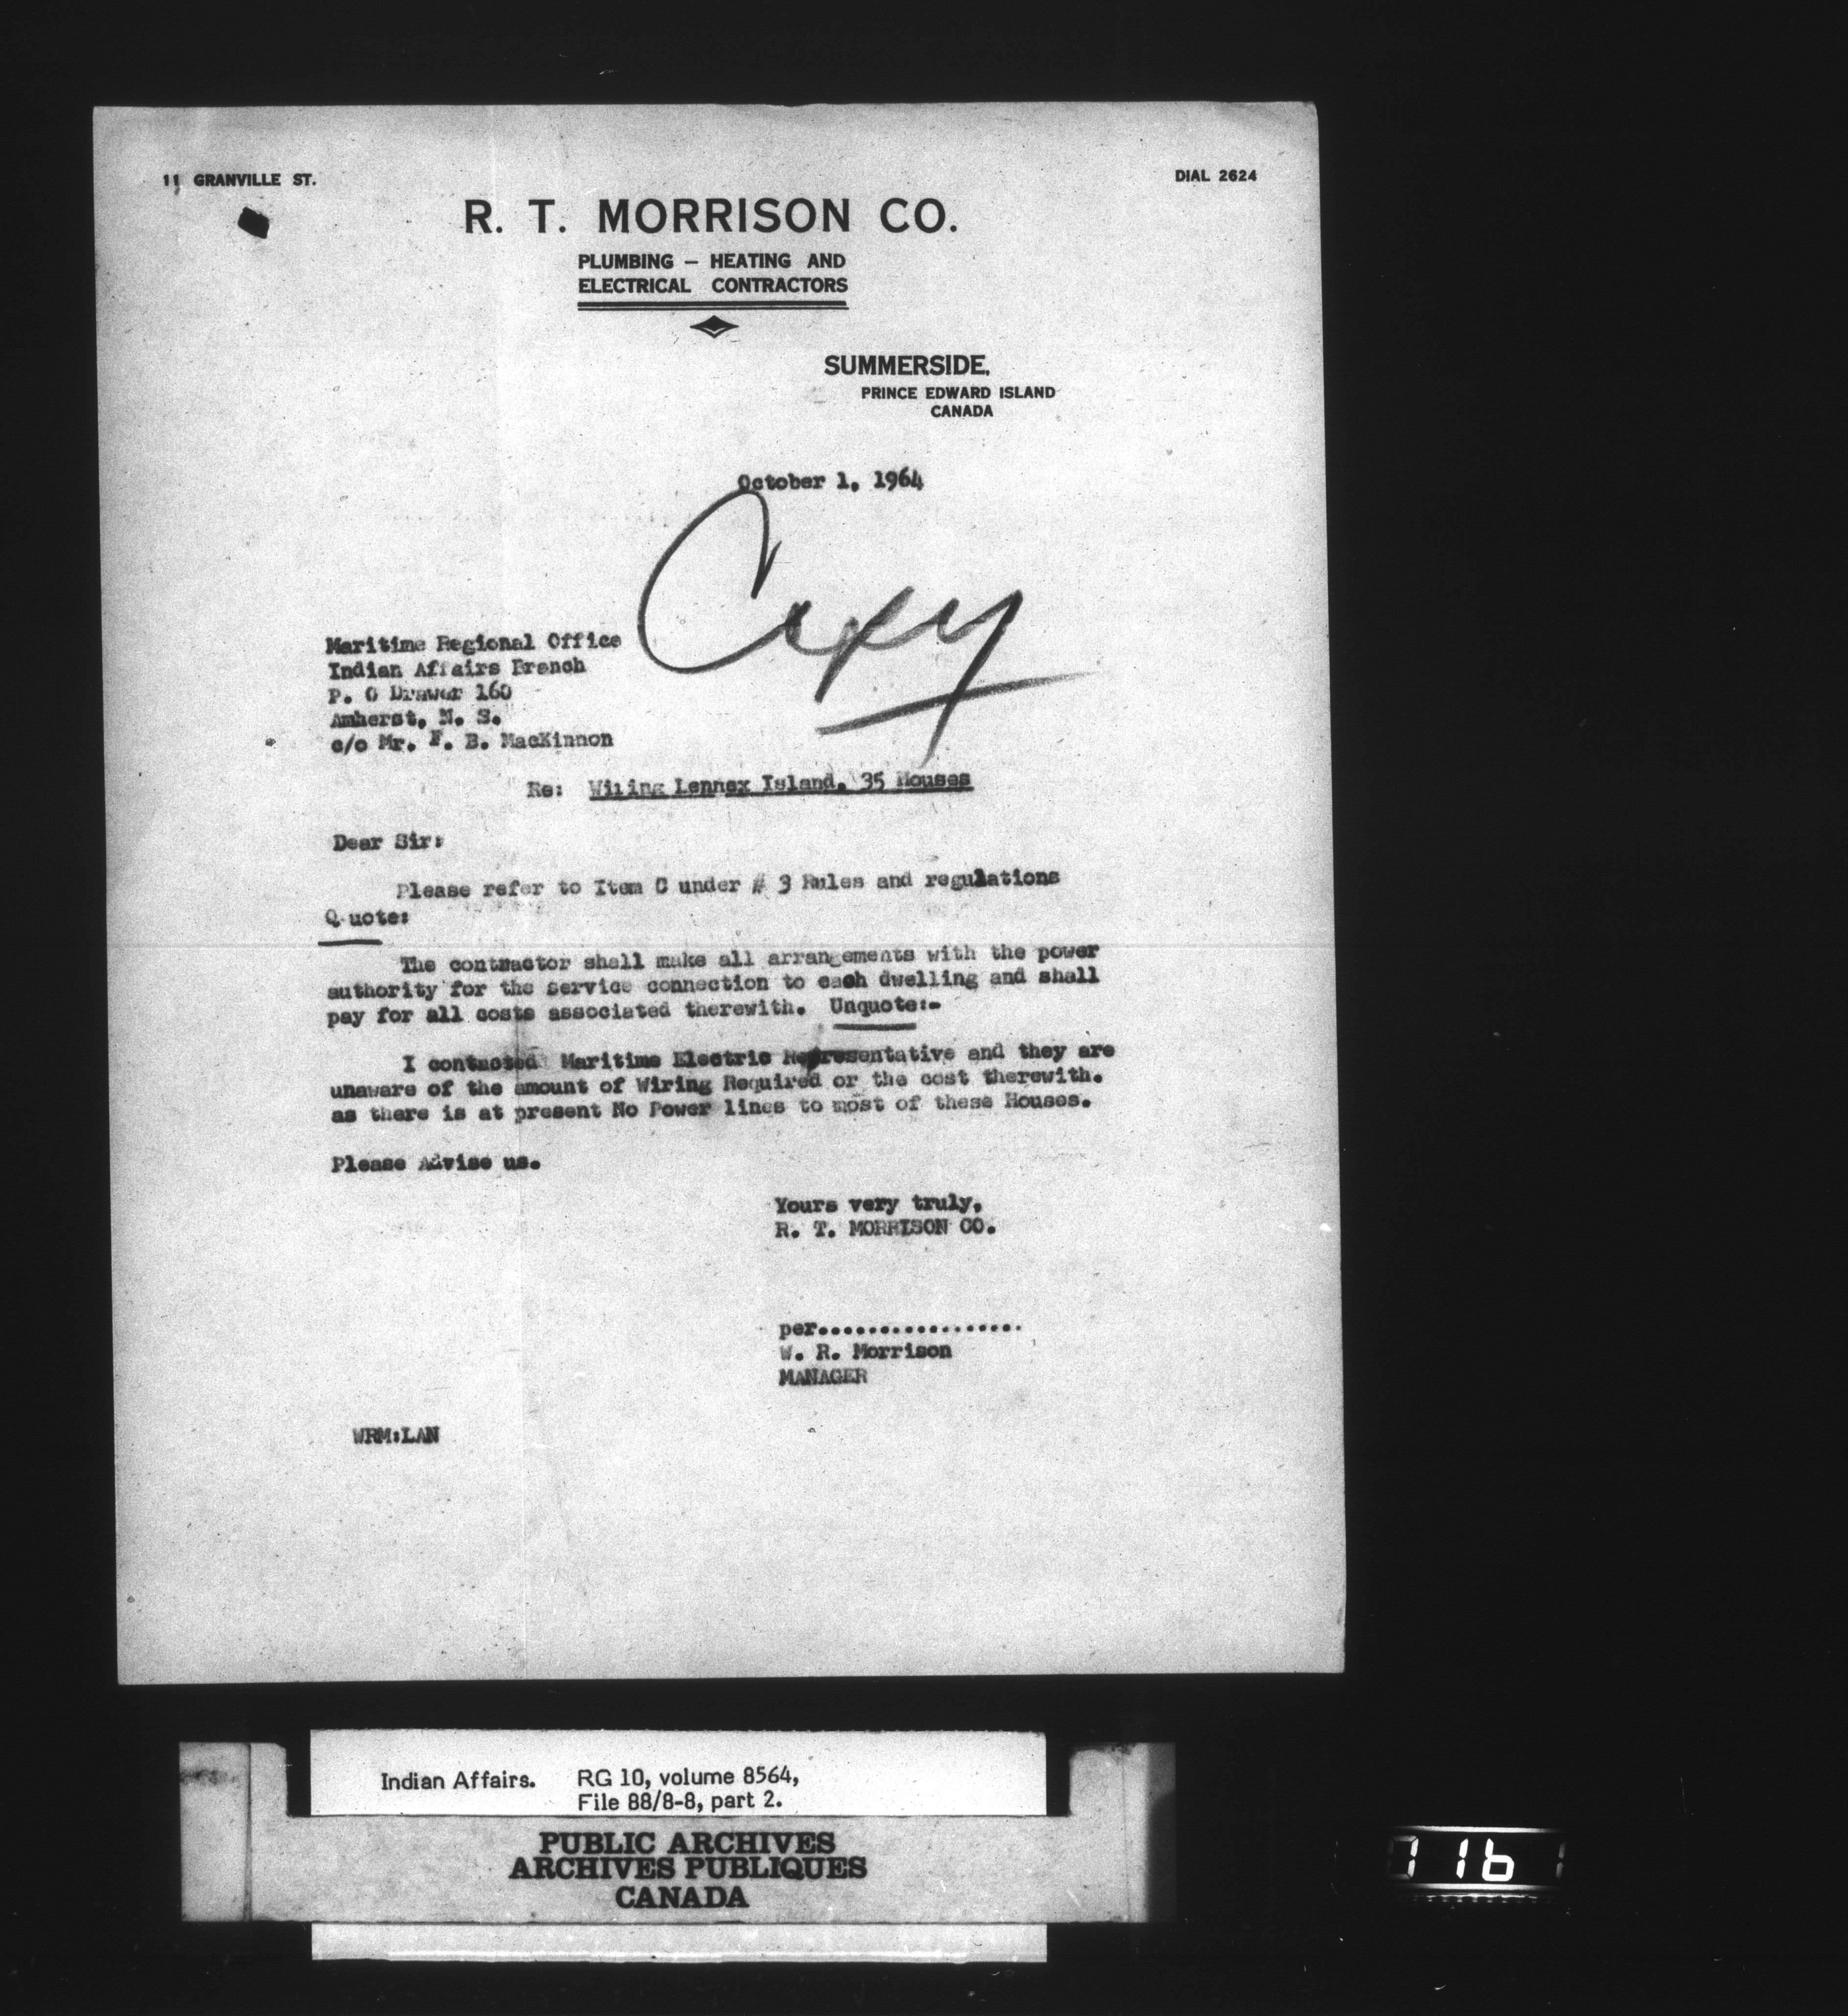 11 GRANVILLE ST.
DIAL 2624
R. T. MORRISON CO.
PLUMBING — HEATING AND
ELECTRICAL CONTRACTORS
SUMMERSIDE,
PRINCE EDWARD ISLAND
CANADA
October 1, 1964
Copy
Maritime Regional Office
Indian Affairs Branch
P. O Drawer 160
Amherst, N. S.
c/o Mr. F. B. MacKinnon
Re: Wiring Lennox Island. 35 Houses
Dear Sir:
Please refer to Item C under # 3 Rules and regulations
Quote:
The contractor shall make all arrangements with the power
authority for the service connection to each dwelling and shall
pay for all costs associated therewith. Unquote:-
I contacted Maritime Electric Representative and they are
unaware of the amount of Wiring Required or the cost therewith.
as there is at present No Power lines to most of these Houses.
Please Advise us.
Yours very truly,
R. T. MORRISON CO.
per..................
W. R. Morrison
MANAGER
WRM:LAN
Indian Affairs. RG 10, volume 8564,
File 88/8-8, part 2.
PUBLIC ARCHIVES
ARCHIVES PUBLIQUES
CANADA